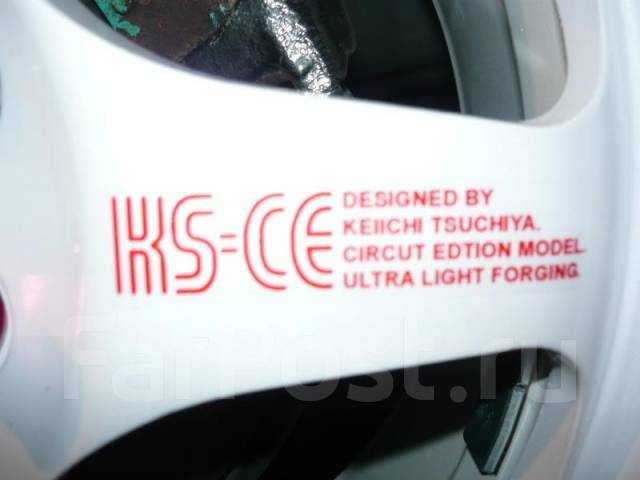 KS-CE
DESIGNED BY
KEIICHI TSUCHIYA.
CIRCUT EDTION MODEL.
ULTRA LIGHT FORGING.
FarPost.ru